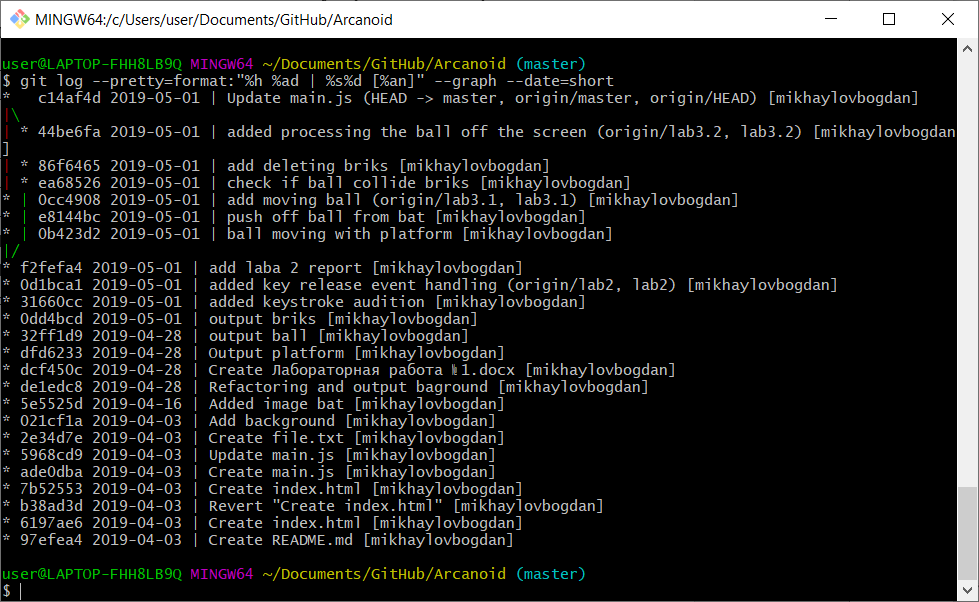 MINGW64:/c/Users/user/Documents/GitHub/Arcanoid
user@LAPTOP-FHH8LB9Q MINGW64 ~/Documents/GitHub/Arcanoid (master)
$ git log --pretty=format:"%h %ad | %s%d [%an]" --graph --date=short
*   c14af4d 2019-05-01 | Update main.js (HEAD -> master, origin/master, origin/HEAD) [mikhaylovbogdan]
|\
| * 44be6fa 2019-05-01 | added processing the ball off the screen (origin/lab3.2, lab3.2) [mikhaylovbogdan
]
| * 86f6465 2019-05-01 | add deleting briks [mikhaylovbogdan]
| * ea68526 2019-05-01 | check if ball collide briks [mikhaylovbogdan]
* | 0cc4908 2019-05-01 | add moving ball (origin/lab3.1, lab3.1) [mikhaylovbogdan]
* | e8144bc 2019-05-01 | push off ball from bat [mikhaylovbogdan]
* | 0b423d2 2019-05-01 | ball moving with platform [mikhaylovbogdan]
|/
* f2fefa4 2019-05-01 | add laba 2 report [mikhaylovbogdan]
* 0d1bca1 2019-05-01 | added key release event handling (origin/lab2, lab2) [mikhaylovbogdan]
* 31660cc 2019-05-01 | added keystroke audition [mikhaylovbogdan]
* 0dd4bcd 2019-05-01 | output briks [mikhaylovbogdan]
* 32ff1d9 2019-04-28 | output ball [mikhaylovbogdan]
* dfd6233 2019-04-28 | Output platform [mikhaylovbogdan]
* dcf450c 2019-04-28 | Create Лабораторная работа №1.docx [mikhaylovbogdan]
* de1edc8 2019-04-28 | Refactoring and output baground [mikhaylovbogdan]
* 5e5525d 2019-04-16 | Added image bat [mikhaylovbogdan]
* 021cf1a 2019-04-03 | Add background [mikhaylovbogdan]
* 2e34d7e 2019-04-03 | Create file.txt [mikhaylovbogdan]
* 5968cd9 2019-04-03 | Update main.js [mikhaylovbogdan]
* ade0dba 2019-04-03 | Create main.js [mikhaylovbogdan]
* 7b52553 2019-04-03 | Create index.html [mikhaylovbogdan]
* b38ad3d 2019-04-03 | Revert "Create index.html" [mikhaylovbogdan]
* 6197ae6 2019-04-03 | Create index.html [mikhaylovbogdan]
* 97efea4 2019-04-03 | Create README.md [mikhaylovbogdan]
user@LAPTOP-FHH8LB9Q MINGW64 ~/Documents/GitHub/Arcanoid (master)
$